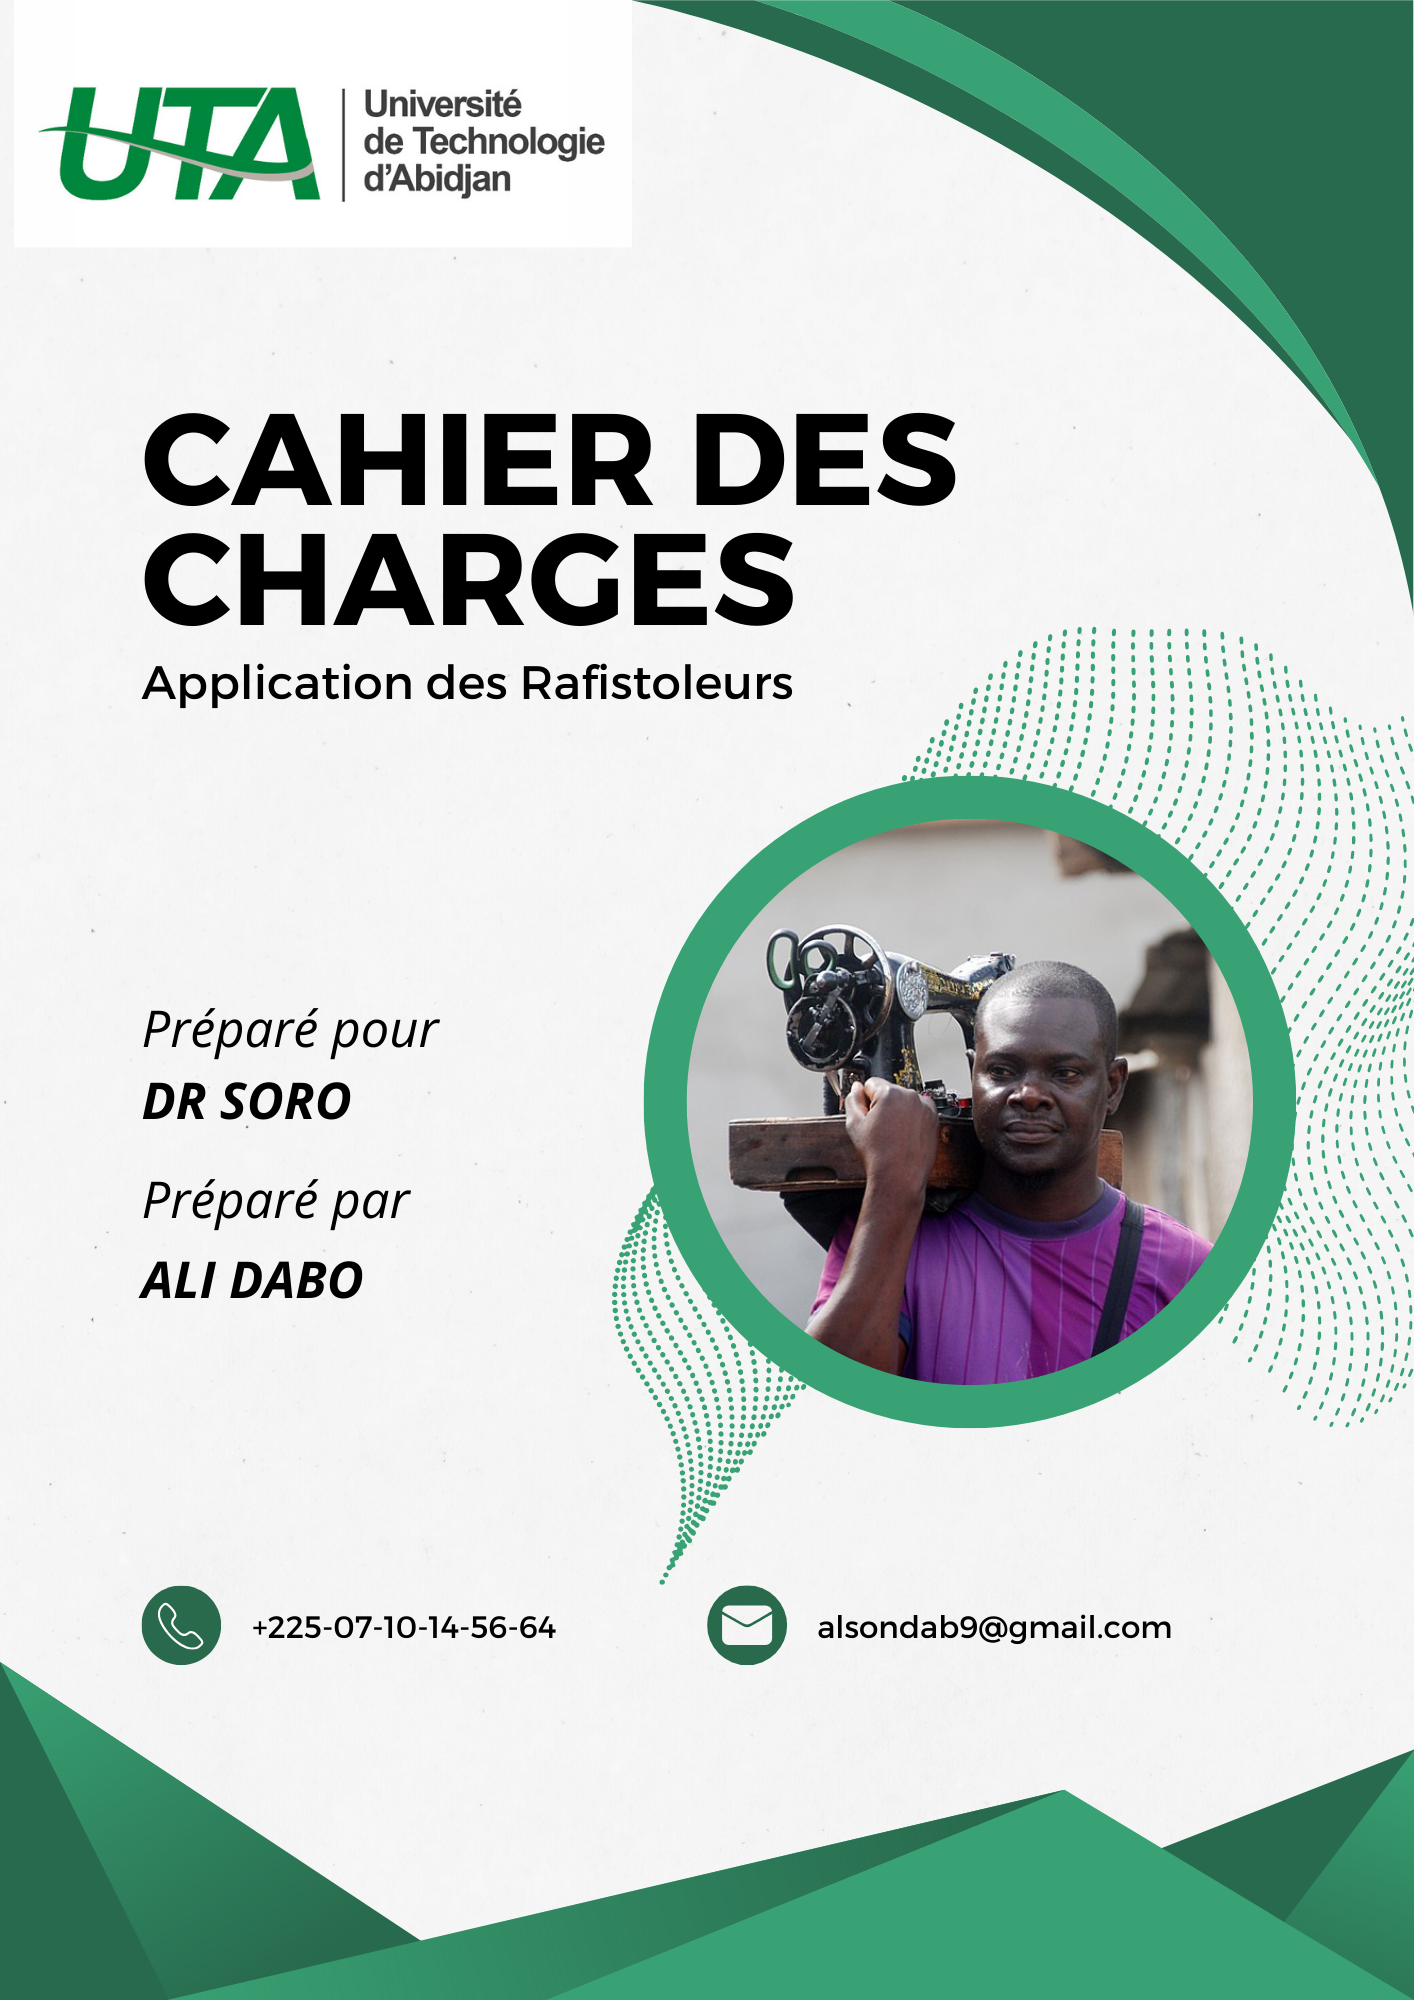 UTA
Université
de Technologie
d'Abidjan
CAHIER DES
CHARGES
Application des Rafistoleurs
Préparé pour
DR SORO
Préparé par
ALI DABO
+225-07-10-14-56-64
alsondab9@gmail.com